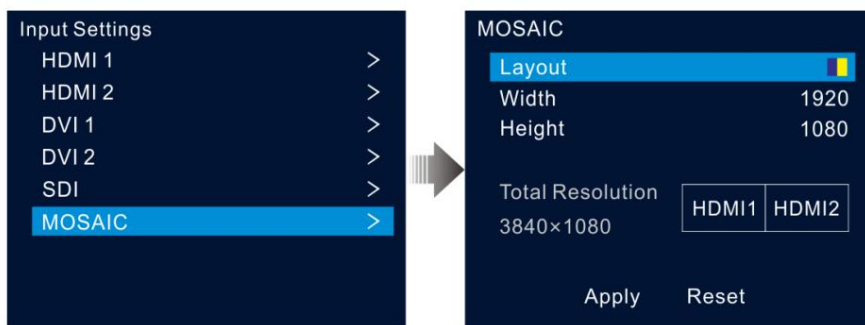 Input Settings
HDMI 1 >
HDMI 2 >
DVI 1 >
DVI 2 >
SDI >
MOSAIC >
MOSAIC
Layout
Width 1920
Height 1080
Total Resolution
3840×1080
HDMI1 HDMI2
Apply Reset